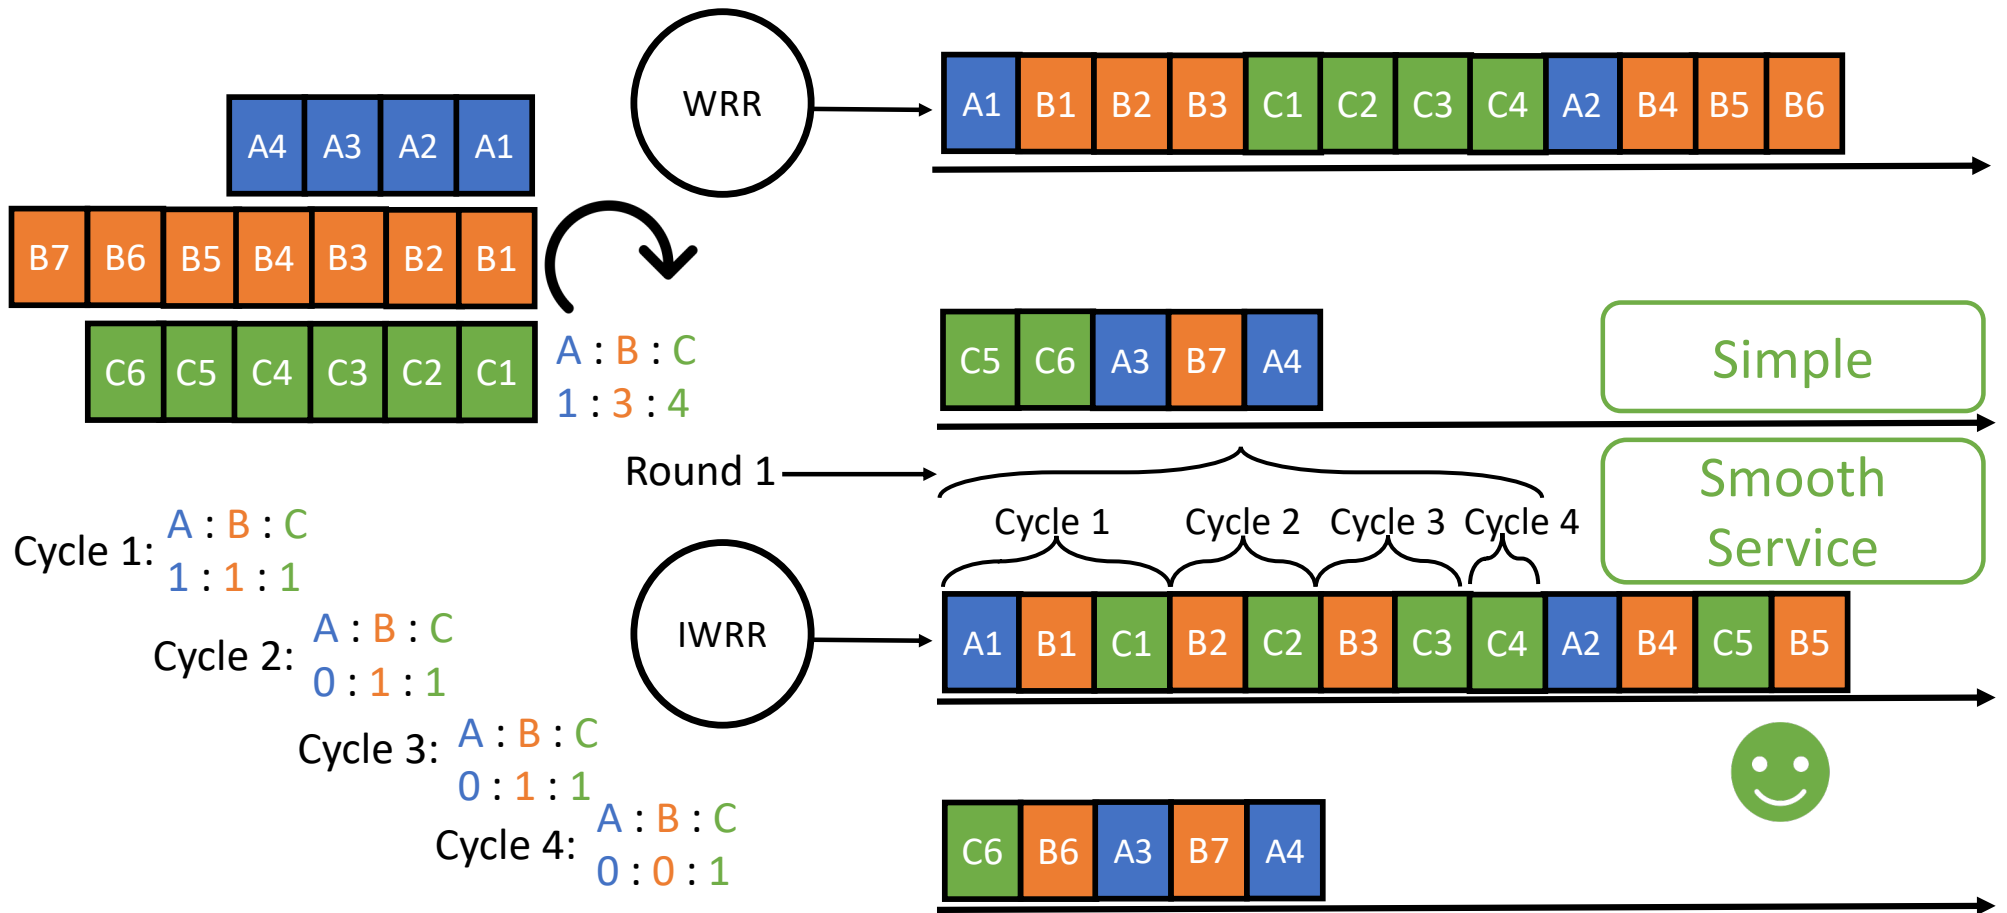 WRR
A1 B1 B2 B3 C1 C2 C3 C4 A2 B4 B5 B6
A4 A3 A2 A1
B7 B6 B5 B4 B3 B2 B1
C6 C5 C4 C3 C2 C1
A : B : C
1 : 3 : 4
C5 C6 A3 B7 A4
Simple
Smooth
Service
Round 1
Cycle 1 Cycle 2 Cycle 3 Cycle 4
IWRR
A1 B1 C1 B2 C2 B3 C3 C4 A2 B4 C5 B5
Cycle 1:
A : B : C
1 : 1 : 1
Cycle 2:
A : B : C
0 : 1 : 1
Cycle 3:
A : B : C
0 : 1 : 1
Cycle 4:
A : B : C
0 : 0 : 1
C6 B6 A3 B7 A4